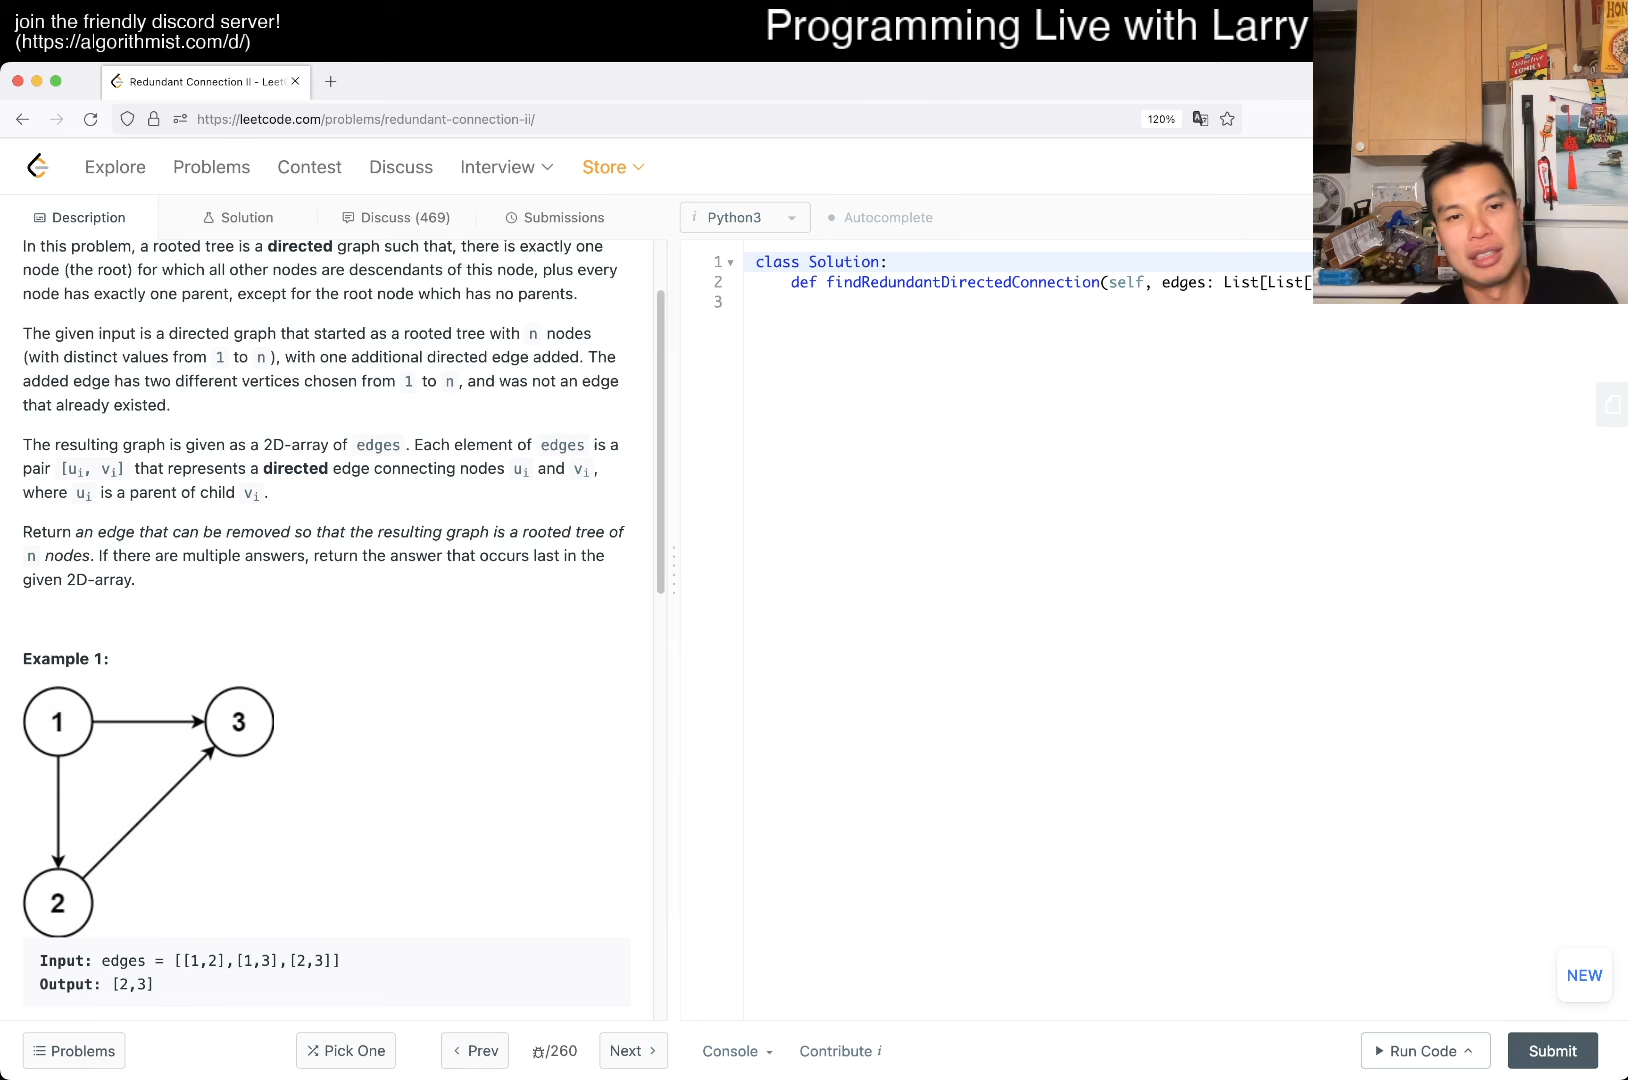 join the friendly discord server!
(https://algorithmist.com/d/)
Programming Live with Larry
Redundant Connection II - Leet
https://leetcode.com/problems/redundant-connection-ii/
120%
Explore
Problems
Contest
Discuss
Interview
Store
Description
Solution
Discuss (469)
Submissions
i Python3
Autocomplete
In this problem, a rooted tree is a directed graph such that, there is exactly one
node (the root) for which all other nodes are descendants of this node, plus every
node has exactly one parent, except for the root node which has no parents.
The given input is a directed graph that started as a rooted tree with n nodes
(with distinct values from 1 to n), with one additional directed edge added. The
added edge has two different vertices chosen from 1 to n, and was not an edge
that already existed.
The resulting graph is given as a 2D-array of edges. Each element of edges is a
pair [ui, vi] that represents a directed edge connecting nodes ui and vi,
where ui is a parent of child vi.
Return an edge that can be removed so that the resulting graph is a rooted tree of
n nodes. If there are multiple answers, return the answer that occurs last in the
given 2D-array.
Example 1:
1
3
2
Input: edges = [[1,2],[1,3],[2,3]]
Output: [2,3]
1 class Solution:
2 def findRedundantDirectedConnection(self, edges: List[List[
3
NEW
Problems
Pick One
Prev
/260
Next
Console
Contribute i
Run Code
Submit